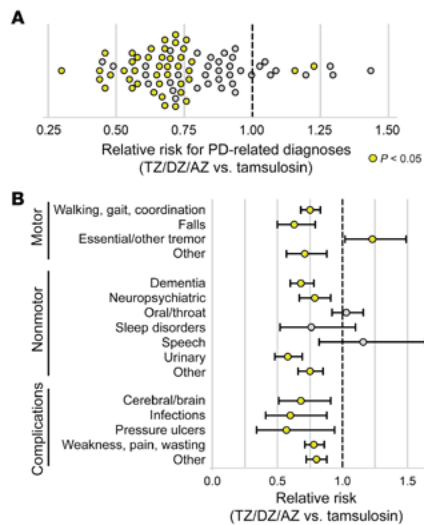 A
0.25 0.50 0.75 1.00 1.25 1.50
Relative risk for PD-related diagnoses
(TZ/DZ/AZ vs. tamsulosin)
P < 0.05
B
Motor
Walking, gait, coordination
Falls
Essential/other tremor
Other
Nonmotor
Dementia
Neuropsychiatric
Oral/throat
Sleep disorders
Speech
Urinary
Other
Complications
Cerebral/brain
Infections
Pressure ulcers
Weakness, pain, wasting
Other
0.0 0.5 1.0 1.5
Relative risk
(TZ/DZ/AZ vs. tamsulosin)